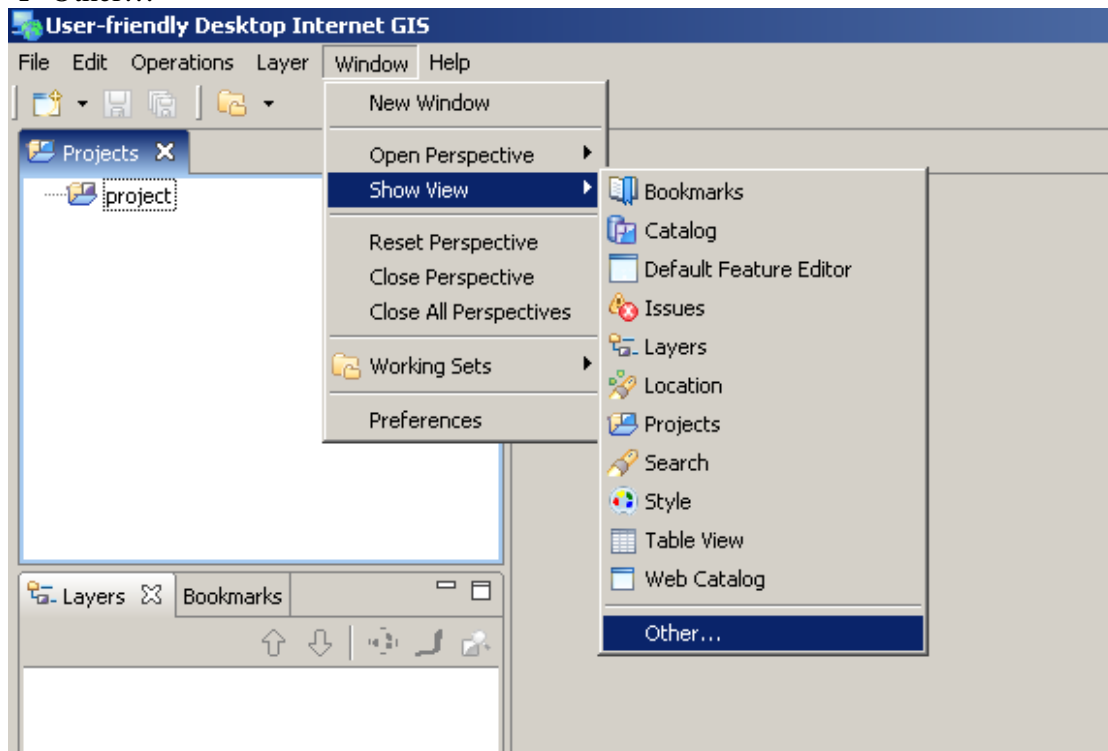 Other…
User-friendly Desktop Internet GIS
File Edit Operations Layer Window Help
Projects
project
New Window
Open Perspective
Show View
Reset Perspective
Close Perspective
Close All Perspectives
Working Sets
Preferences
Bookmarks
Catalog
Default Feature Editor
Issues
Layers
Location
Projects
Search
Style
Table View
Web Catalog
Other...
Layers Bookmarks